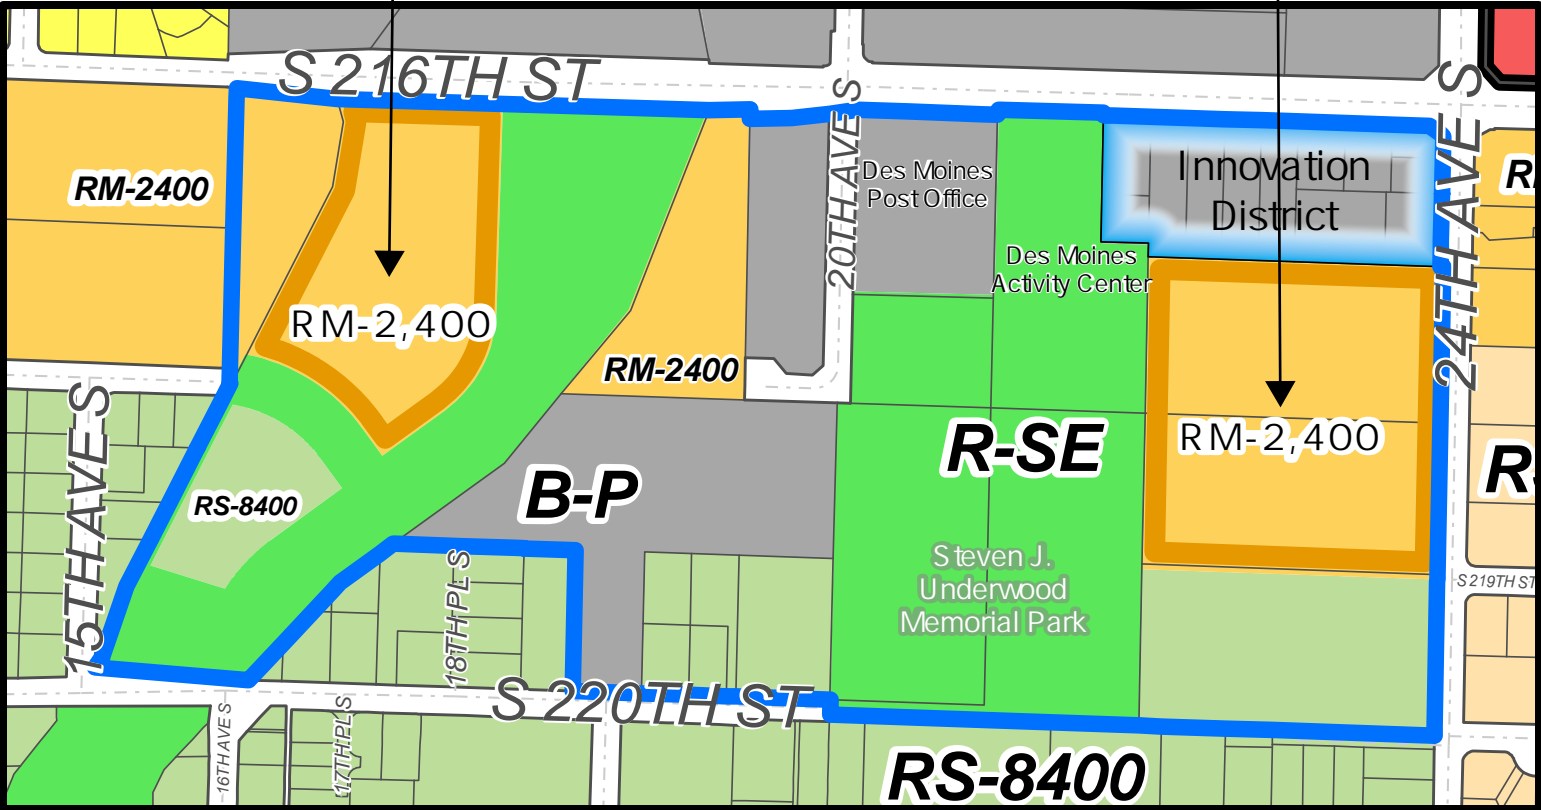 S 216TH ST
20TH AVE S
24TH AVE S
RM-2400
Des Moines
Post Office
Innovation
District
Des Moines
Activity Center
RM-2,400
RM-2400
RM-2,400
15TH AVE S
R-SE
B-P
RS-8400
Steven J.
Underwood
Memorial Park
18TH PL S
S 219TH ST
S 220TH ST
16TH AVE S
17TH PL S
RS-8400